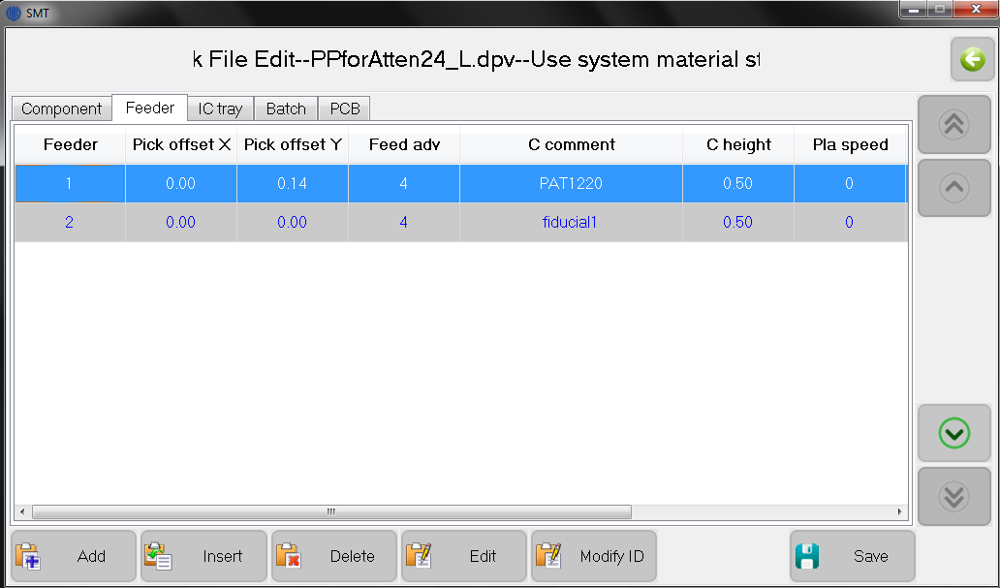 SMT
k File Edit--PPforAtten24_L.dpv--Use system material st
Component Feeder IC tray Batch PCB
Feeder Pick offset X Pick offset Y Feed adv C comment C height Pla speed
1 0.00 0.14 4 PAT1220 0.50 0
2 0.00 0.00 4 fiducial1 0.50 0
Add Insert Delete Edit Modify ID Save